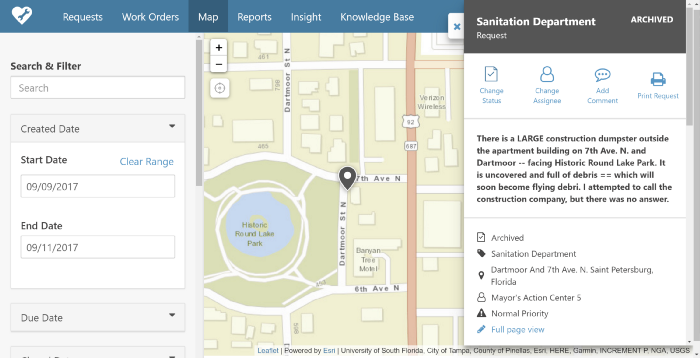 Requests Work Orders Map Reports Insight Knowledge Base
Search & Filter
Search
Created Date
Start Date Clear Range
09/09/2017
End Date
09/11/2017
Due Date
+
−
Dartmoor St N
798
465
Verizon
Wireless
92
687
461
7th Ave N
Historic
Round Lake
Park
Dartmoor St N
Banyan
Tree
Motel
6th Ave N
Leaflet | Powered by Esri | University of South Florida, City of Tampa, County of Pinellas, Esri, HERE, Garmin, INCREMENT P, NGA, USGS
×
Sanitation Department ARCHIVED
Request
Change
Status
Change
Assignee
Add
Comment
Print Request
There is a LARGE construction dumpster outside
the apartment building on 7th Ave. N. and
Dartmoor -- facing Historic Round Lake Park. It
is uncovered and full of debris == which will
soon become flying debri. I attempted to call the
construction company, but there was no answer.
Archived
Sanitation Department
Dartmoor And 7th Ave. N. Saint Petersburg,
Florida
Mayor's Action Center 5
Normal Priority
Full page view